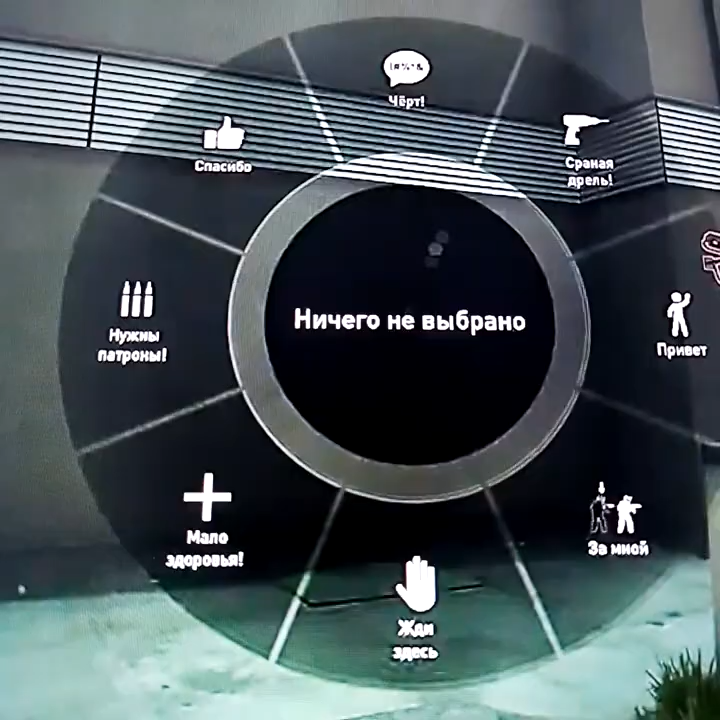 !#%*&
Чёрт!
Сраная
дрель!
Привет
За мной
Жди
здесь
Мало
здоровья!
Нужны
патроны!
Спасибо
Ничего не выбрано